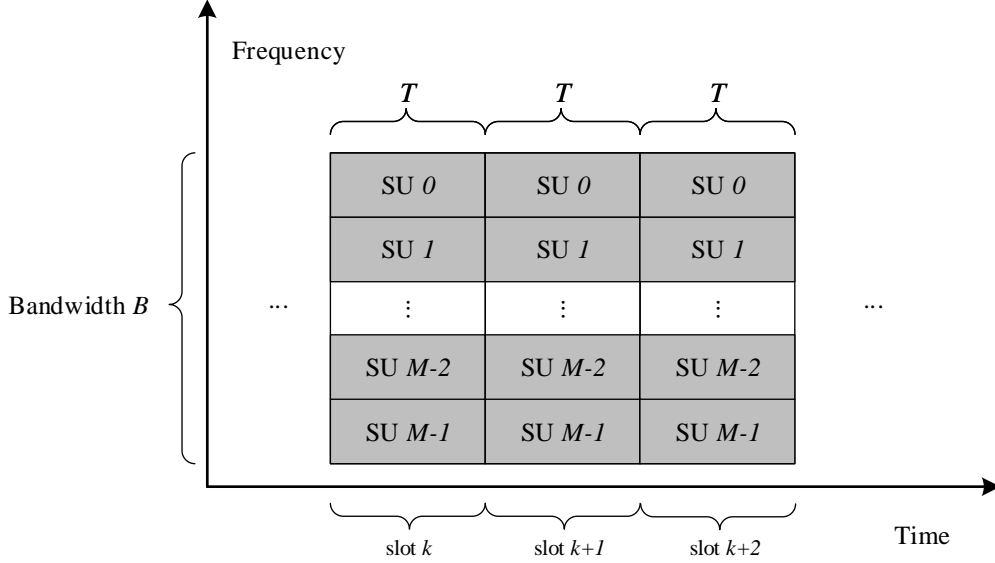 Frequency
T T T
SU 0 SU 0 SU 0
SU 1 SU 1 SU 1
Bandwidth B ... ⋮ ⋮ ⋮ ...
SU M-2 SU M-2 SU M-2
SU M-1 SU M-1 SU M-1
slot k slot k+1 slot k+2
Time